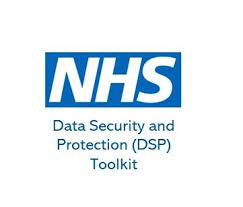 NHS
Data Security and
Protection (DSP)
Toolkit